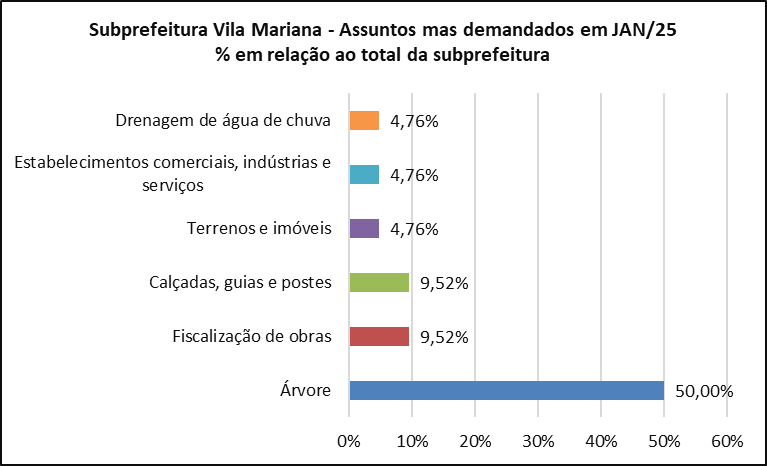 Subprefeitura Vila Mariana - Assuntos mas demandados em JAN/25
% em relação ao total da subprefeitura
Drenagem de água de chuva 4,76%
Estabelecimentos comerciais, indústrias e
serviços 4,76%
Terrenos e imóveis 4,76%
Calçadas, guias e postes 9,52%
Fiscalização de obras 9,52%
Árvore 50,00%
0% 10% 20% 30% 40% 50% 60%